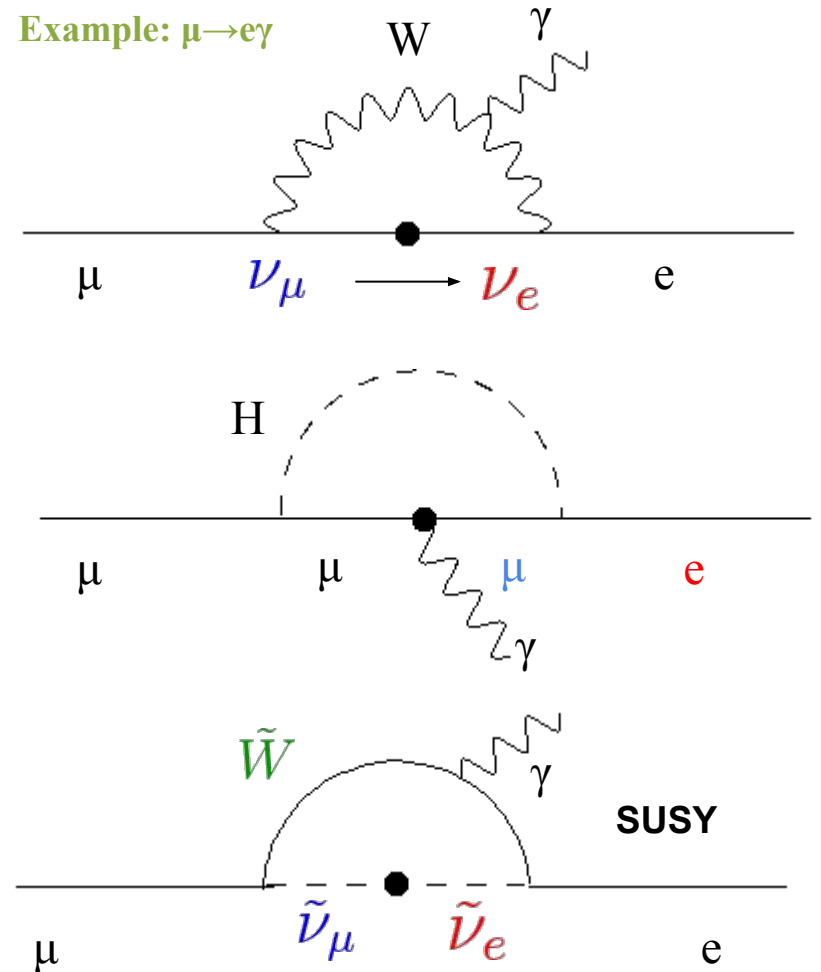 Example: μ→eγ
W γ
μ ν_μ ν_e e
H
μ μ μ e
γ
W̃
γ
SUSY
ν̃_μ ν̃_e
μ e